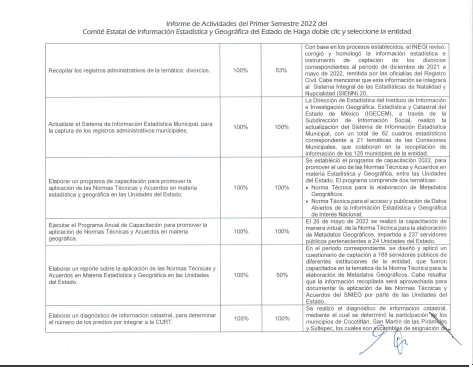 Informe de Actividades del Primer Semestre 2022 del
Comité Estatal de Información Estadística y Geográfica del Estado de Haga doble clic y seleccione la entidad
Recopilar los registros administrativos de la temática: divorcios.
100%
53%
Con base en los procesos establecidos, el INEGI revisó,
corrigió y homologó la información estadística e
instrumento de captación de los divorcios
correspondientes al periodo de diciembre de 2021 a
mayo de 2022, remitida por las oficialías del Registro
Civil. Cabe mencionar que esta información se integrará
al Sistema Integral de las Estadísticas de Natalidad y
Nupcialidad (SIENN) 20.
Actualizar el Sistema de Información Estadística Municipal, para
la captura de los registros administrativos municipales.
100%
100%
La Dirección de Estadística del Instituto de Información
e Investigación Geográfica, Estadística y Catastral del
Estado de México (IGECEM), a través de la
Subdirección de Información Social, realizó la
actualización del Sistema de Información Estadística
Municipal, con un total de 62 cuadros estadísticos
correspondiente a 21 temáticas de las Comisiones
Municipales, que colaboran en la recopilación de
información de los 125 municipios de la entidad.
Elaborar un programa de capacitación para promover la
aplicación de las Normas Técnicas y Acuerdos en materia
estadística y geográfica en las Unidades del Estado.
100%
100%
Se estableció el programa de capacitación 2022, para
promover el uso de las Normas Técnicas y Acuerdos en
materia Estadística y Geográfica, entre las Unidades
del Estado. El programa comprende dos temáticas:
• Norma Técnica para la elaboración de Metadatos
Geográficos.
• Norma Técnica para el acceso y publicación de Datos
Abiertos de la Información Estadística y Geográfica
de Interés Nacional.
Ejecutar el Programa Anual de Capacitación para promover la
aplicación de Normas Técnicas y Acuerdos en materia
geográfica.
100%
100%
El 26 de mayo de 2022 se realizó la capacitación de
manera virtual, de la Norma Técnica para la elaboración
de Metadatos Geográficos, impartida a 237 servidores
públicos pertenecientes a 24 Unidades del Estado.
Elaborar un reporte sobre la aplicación de las Normas Técnicas y
Acuerdos en Materia Estadística y Geográfica en las Unidades
del Estado.
100%
50%
En el periodo correspondiente, se diseñó y aplicó un
cuestionario de captación a 188 servidores públicos de
diferentes instituciones de la entidad, que fueron
capacitados en la temática de la Norma Técnica para la
elaboración de Metadatos Geográficos. Cabe resaltar
que la información recopilada será aprovechada para
documentar la aplicación de las Normas Técnicas y
Acuerdos del SNIEG por parte de las Unidades del
Estado.
Elaborar un diagnóstico de información catastral, para determinar
el número de los predios por integrar a la CURT.
100%
100%
Se realizó el diagnóstico de información catastral,
mediante el cual se determinó la participación de los
municipios de Cocotitlán, San Martín de las Pirámides
y Sultepec, los cuales son susceptibles de asignación de